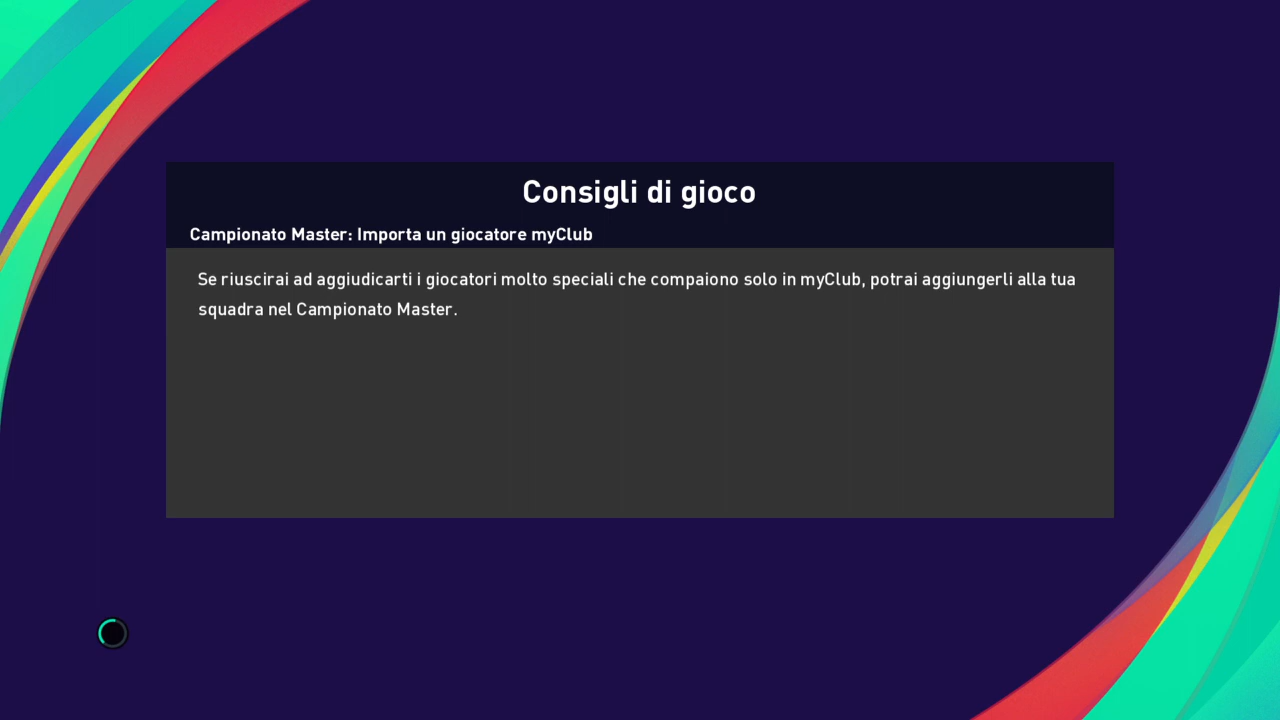 Consigli di gioco
Campionato Master: Importa un giocatore myClub
Se riuscirai ad aggiudicarti i giocatori molto speciali che compaiono solo in myClub, potrai aggiungerli alla tua
squadra nel Campionato Master.